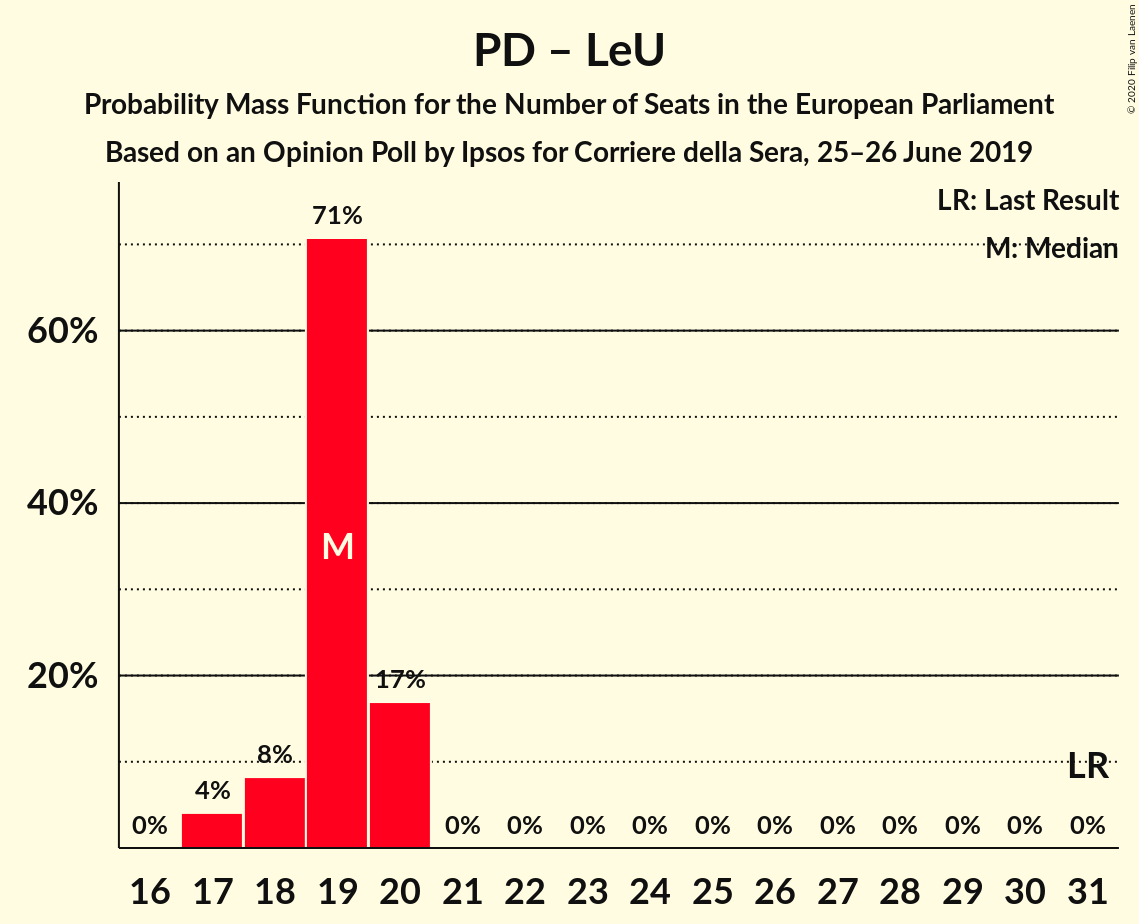 PD – LeU
Probability Mass Function for the Number of Seats in the European Parliament
Based on an Opinion Poll by Ipsos for Corriere della Sera, 25–26 June 2019
© 2020 Filip van Laenen
LR: Last Result
M: Median
71%
60%
40%
M
20%
17%
8%
4%
LR
0% 0% 0% 0% 0% 0% 0% 0% 0% 0% 0% 0%
16 17 18 19 20 21 22 23 24 25 26 27 28 29 30 31